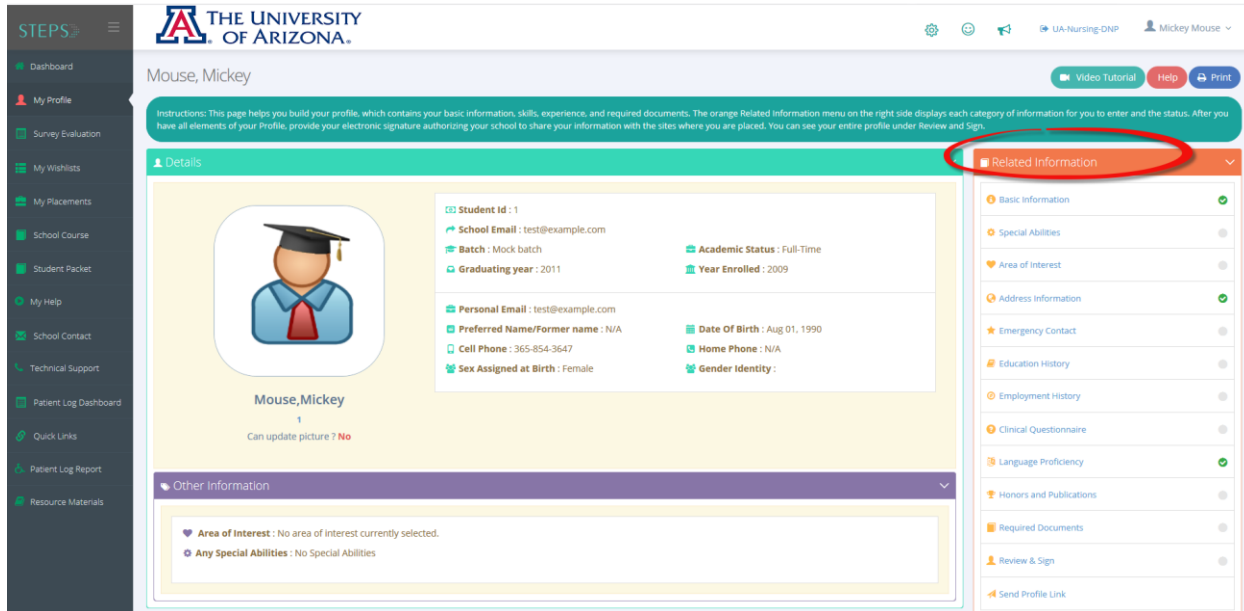 STEPS
THE UNIVERSITY
OF ARIZONA.
UA-Nursing-DNP
Mickey Mouse
Dashboard
My Profile
Survey Evaluation
My Wishlists
My Placements
School Course
Student Packet
My Help
School Contact
Technical Support
Patient Log Dashboard
Quick Links
Patient Log Report
Resource Materials
Mouse, Mickey
Video Tutorial
Help
Print
Instructions: This page helps you build your profile, which contains your basic information, skills, experience, and required documents. The orange Related Information menu on the right side displays each category of information for you to enter and the status. After you
have all elements of your Profile, provide your electronic signature authorizing your school to share your information with the sites where you are placed. You can see your entire profile under Review and Sign.
Details
Mouse,Mickey
1
Can update picture ? No
Student Id : 1
School Email : test@example.com
Batch : Mock batch
Academic Status : Full-Time
Graduating year : 2011
Year Enrolled : 2009
Personal Email : test@example.com
Preferred Name/Former name : N/A
Date Of Birth : Aug 01, 1990
Cell Phone : 365-854-3647
Home Phone : N/A
Sex Assigned at Birth : Female
Gender Identity :
Other Information
Area of Interest : No area of interest currently selected.
Any Special Abilities : No Special Abilities
Related Information
Basic Information
Special Abilities
Area of Interest
Address Information
Emergency Contact
Education History
Employment History
Clinical Questionnaire
Language Proficiency
Honors and Publications
Required Documents
Review & Sign
Send Profile Link